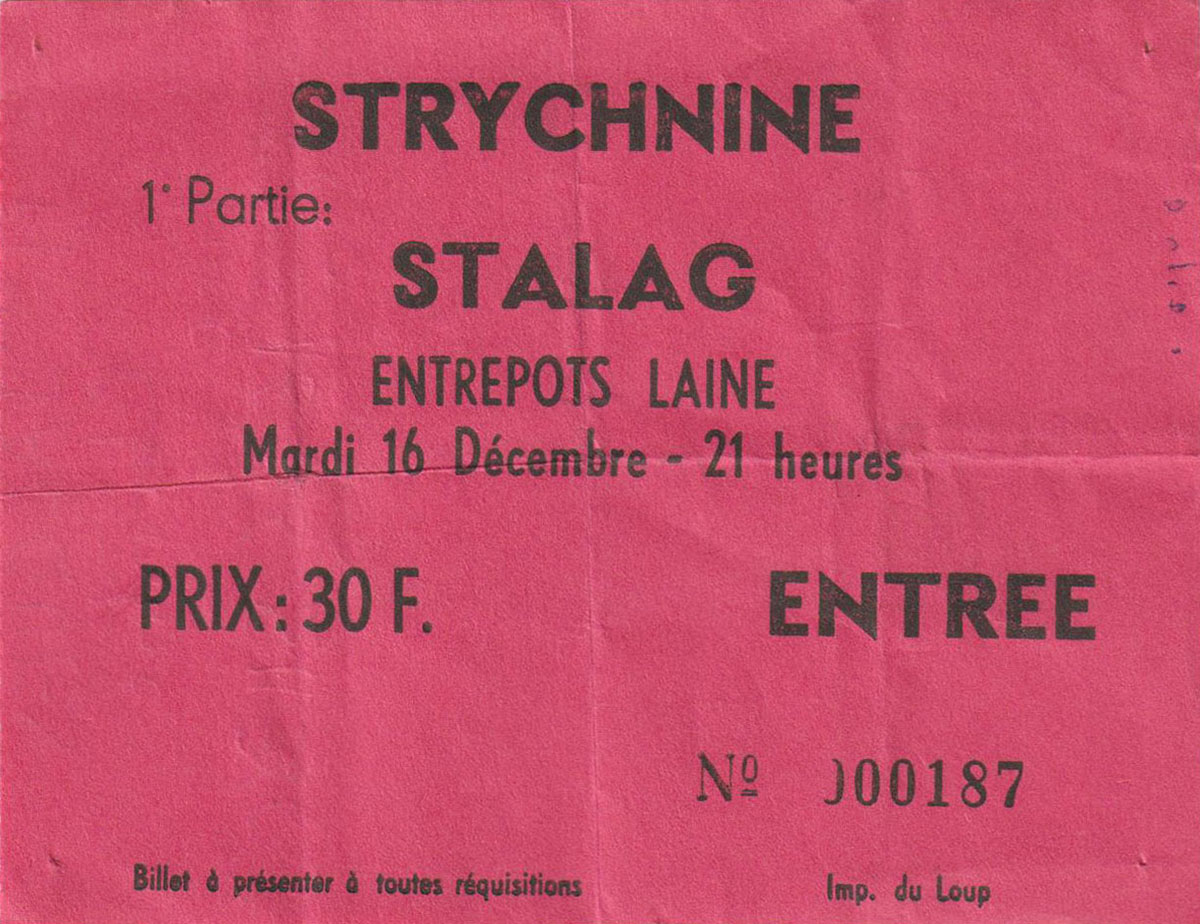 STRYCHNINE
1° Partie:
STALAG
ENTREPOTS LAINE
Mardi 16 Décembre - 21 heures
PRIX: 30 F.
ENTREE
Nº 000187
Billet à présenter à toutes réquisitions
Imp. du Loup